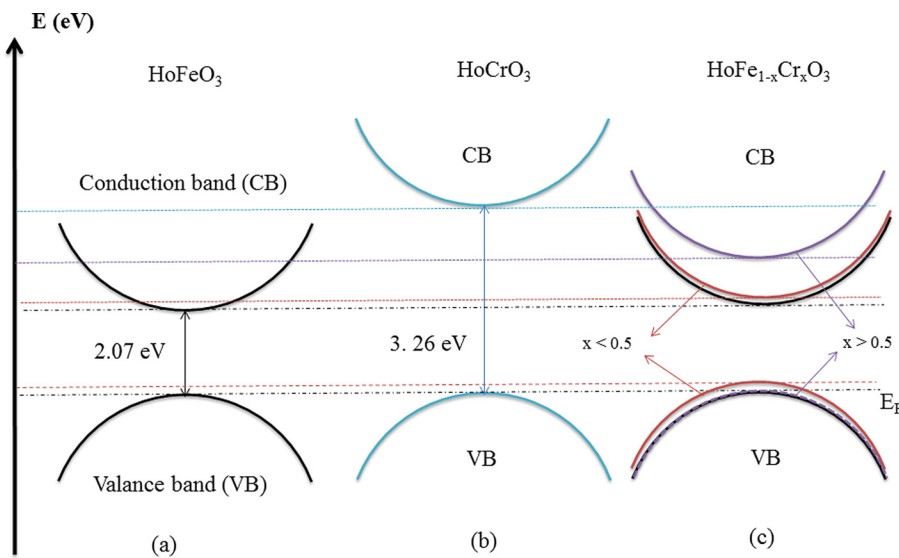 E (eV)
HoFeO₃
HoCrO₃
HoFe₁₋ₓCrₓO₃
CB
CB
Conduction band (CB)
2.07 eV
3. 26 eV
x < 0.5
x > 0.5
VB
VB
Valance band (VB)
(a)
(b)
(c)